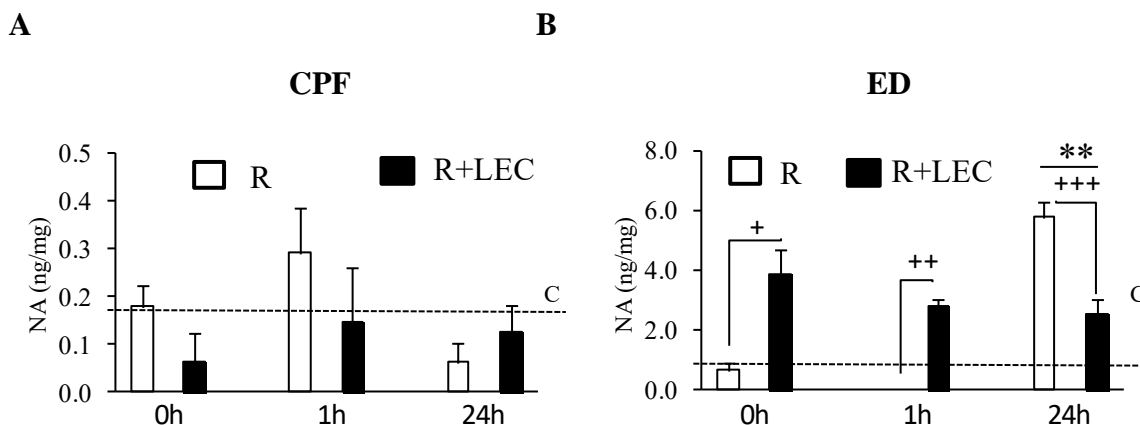 A
CPF
NA (ng/mg)
0.5
0.4
0.3
0.2
0.1
0.0
R
R+LEC
C
0h
1h
24h
B
ED
NA (ng/mg)
8.0
6.0
4.0
2.0
0.0
R
R+LEC
+
++
**
+++
C
0h
1h
24h